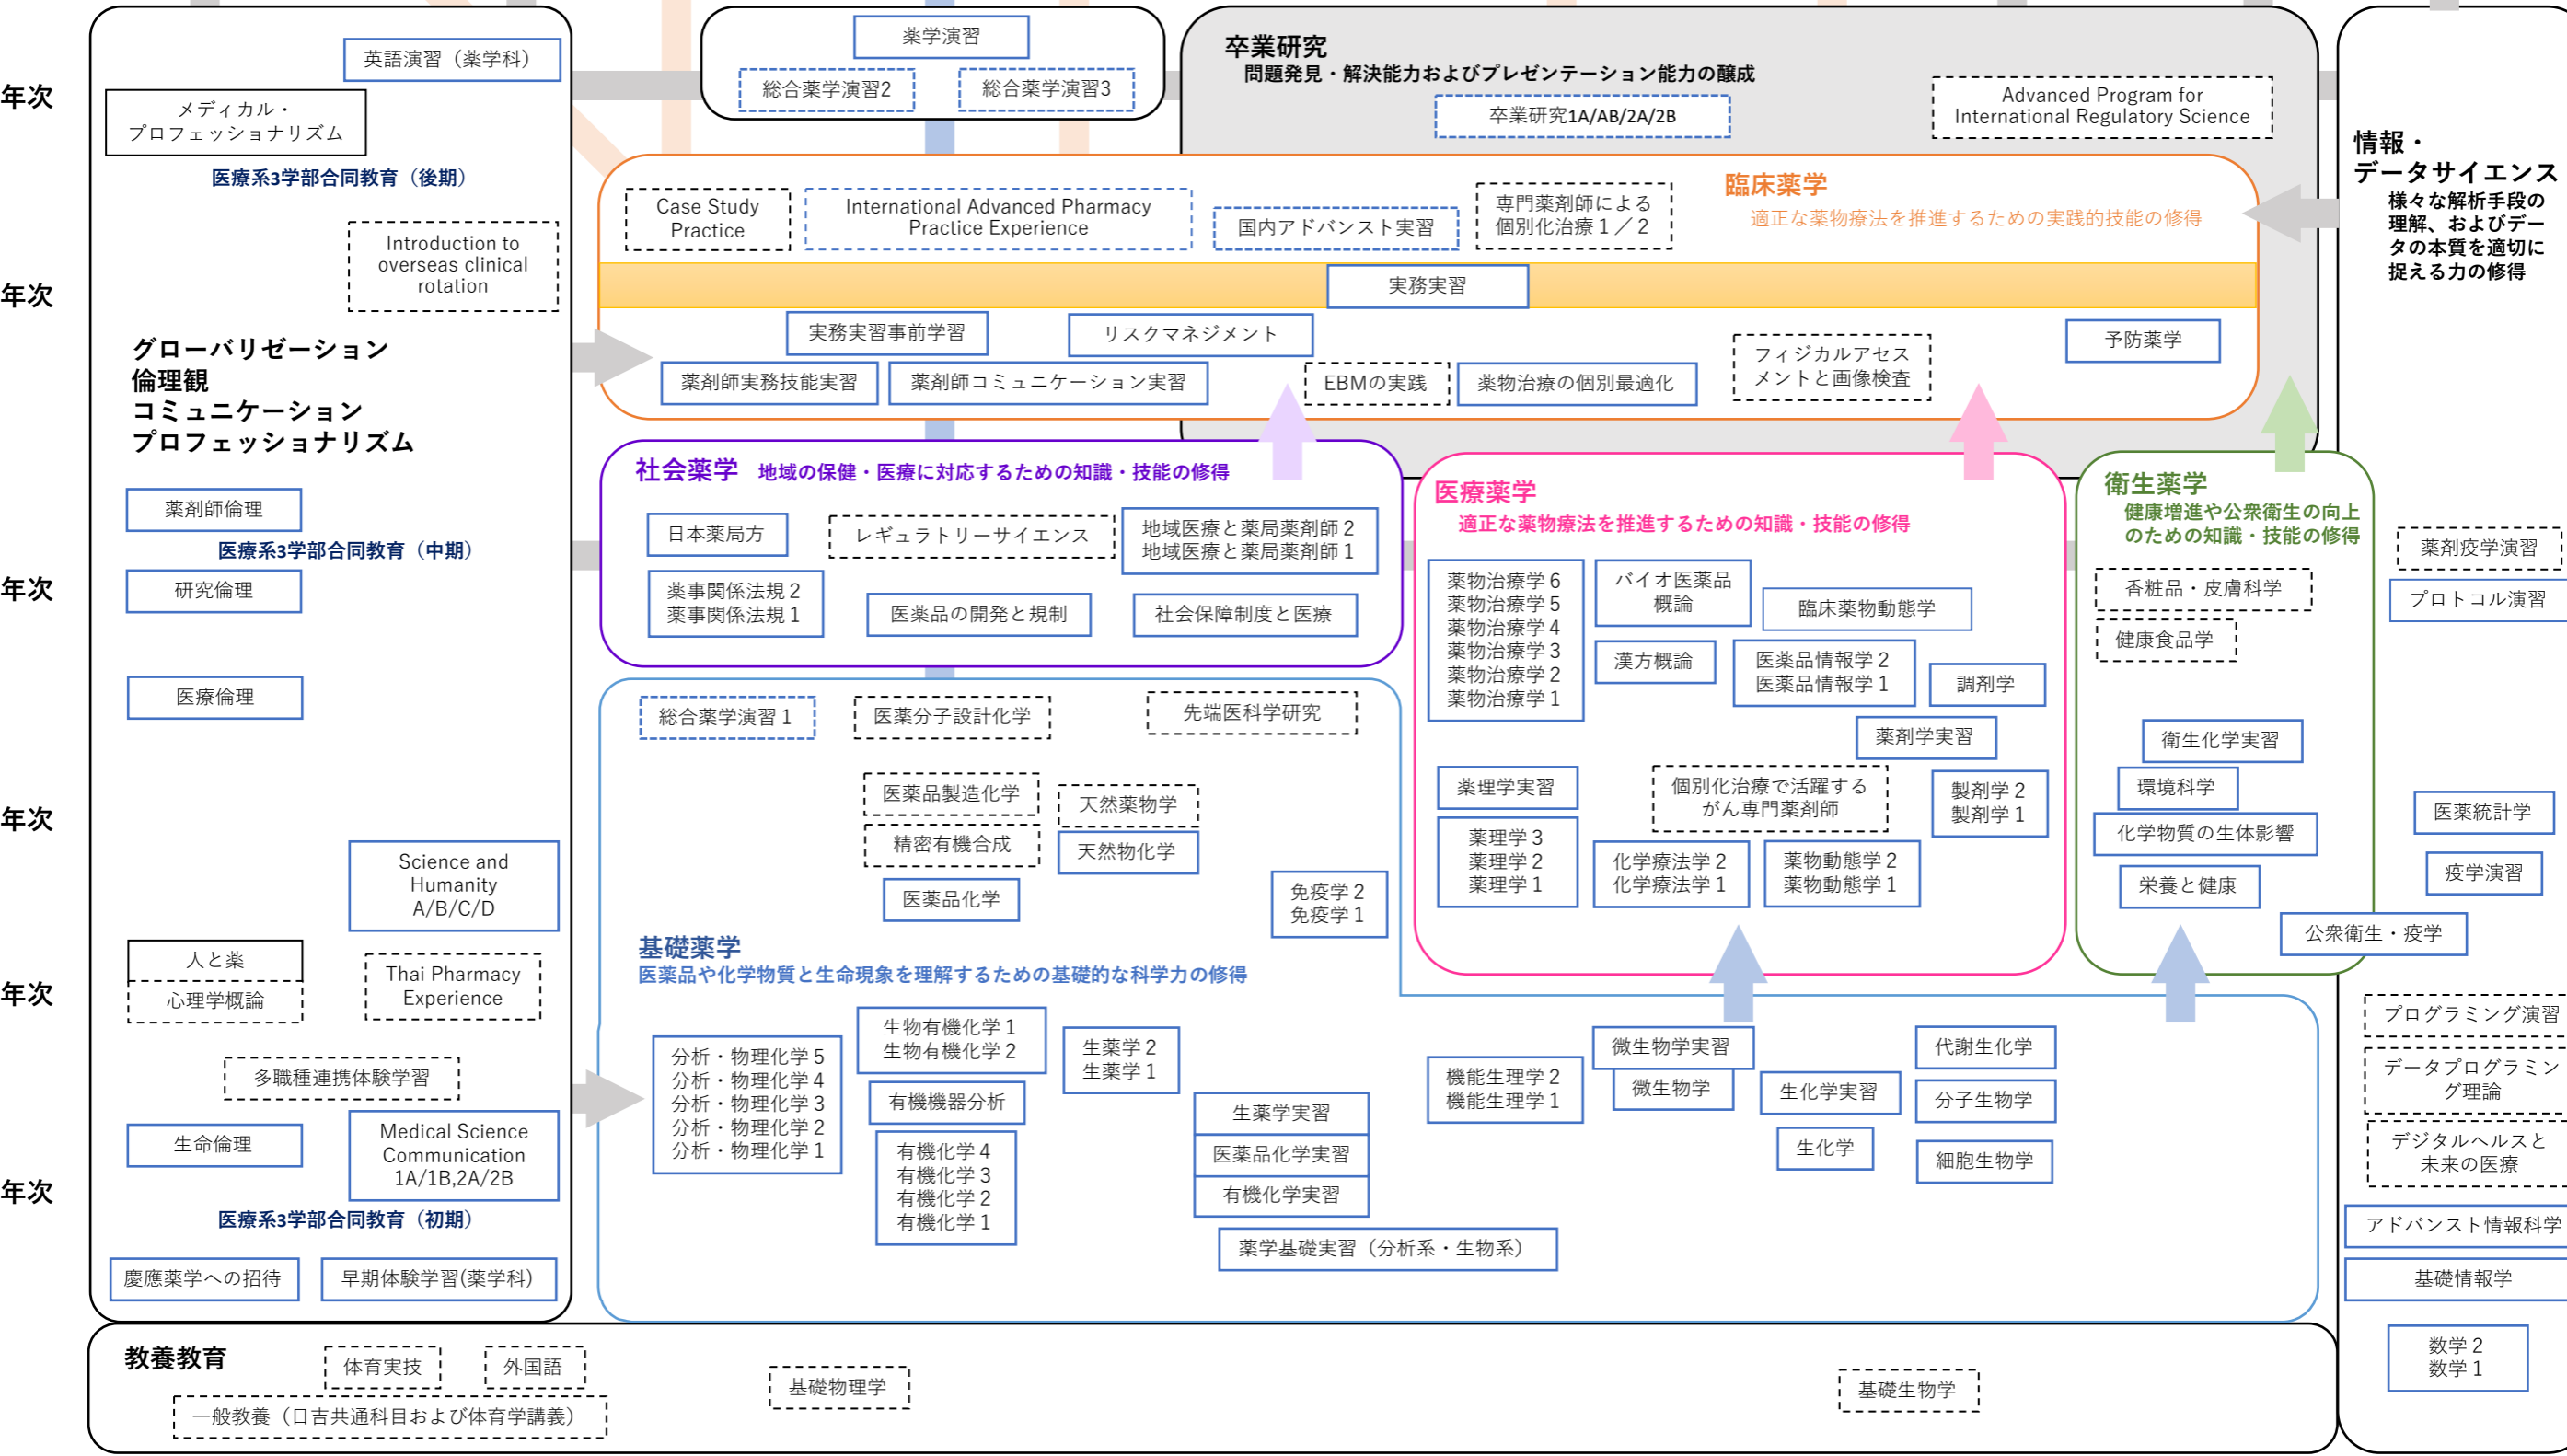 年次
年次
年次
年次
年次
年次
英語演習（薬学科）
メディカル・
プロフェッショナリズム
医療系3学部合同教育（後期）
Introduction to
overseas clinical
rotation
グローバリゼーション
倫理観
コミュニケーション
プロフェッショナリズム
薬剤師倫理
医療系3学部合同教育（中期）
研究倫理
医療倫理
Science and
Humanity
A/B/C/D
人と薬
心理学概論
Thai Pharmacy
Experience
多職種連携体験学習
生命倫理
Medical Science
Communication
1A/1B,2A/2B
医療系3学部合同教育（初期）
慶應薬学への招待
早期体験学習(薬学科)
薬学演習
総合薬学演習2
総合薬学演習3
卒業研究
問題発見・解決能力およびプレゼンテーション能力の醸成
卒業研究1A/AB/2A/2B
Advanced Program for
International Regulatory Science
臨床薬学
適正な薬物療法を推進するための実践的技能の修得
Case Study
Practice
International Advanced Pharmacy
Practice Experience
国内アドバンスト実習
専門薬剤師による
個別化治療１／２
実務実習
実務実習事前学習
リスクマネジメント
薬剤師実務技能実習
薬剤師コミュニケーション実習
EBMの実践
薬物治療の個別最適化
フィジカルアセス
メントと画像検査
予防薬学
社会薬学 地域の保健・医療に対応するための知識・技能の修得
日本薬局方
レギュラトリーサイエンス
地域医療と薬局薬剤師２
地域医療と薬局薬剤師１
薬事関係法規２
薬事関係法規１
医薬品の開発と規制
社会保障制度と医療
医療薬学
適正な薬物療法を推進するための知識・技能の修得
薬物治療学６
薬物治療学５
薬物治療学４
薬物治療学３
薬物治療学２
薬物治療学１
バイオ医薬品
概論
臨床薬物動態学
漢方概論
医薬品情報学２
医薬品情報学１
調剤学
薬剤学実習
薬理学実習
個別化治療で活躍する
がん専門薬剤師
製剤学２
製剤学１
薬理学３
薬理学２
薬理学１
化学療法学２
化学療法学１
薬物動態学２
薬物動態学１
衛生薬学
健康増進や公衆衛生の向上
のための知識・技能の修得
香粧品・皮膚科学
健康食品学
衛生化学実習
環境科学
化学物質の生体影響
栄養と健康
公衆衛生・疫学
総合薬学演習１
医薬分子設計化学
先端医科学研究
医薬品製造化学
天然薬物学
精密有機合成
天然物化学
医薬品化学
免疫学２
免疫学１
基礎薬学
医薬品や化学物質と生命現象を理解するための基礎的な科学力の修得
分析・物理化学５
分析・物理化学４
分析・物理化学３
分析・物理化学２
分析・物理化学１
生物有機化学１
生物有機化学２
有機機器分析
有機化学４
有機化学３
有機化学２
有機化学１
生薬学２
生薬学１
生薬学実習
医薬品化学実習
有機化学実習
薬学基礎実習（分析系・生物系）
機能生理学２
機能生理学１
微生物学実習
微生物学
生化学実習
生化学
代謝生化学
分子生物学
細胞生物学
情報・
データサイエンス
様々な解析手段の
理解、およびデー
タの本質を適切に
捉える力の修得
薬剤疫学演習
プロトコル演習
医薬統計学
疫学演習
プログラミング演習
データプログラミン
グ理論
デジタルヘルスと
未来の医療
アドバンスト情報科学
基礎情報学
数学２
数学１
教養教育
体育実技
外国語
一般教養（日吉共通科目および体育学講義）
基礎物理学
基礎生物学